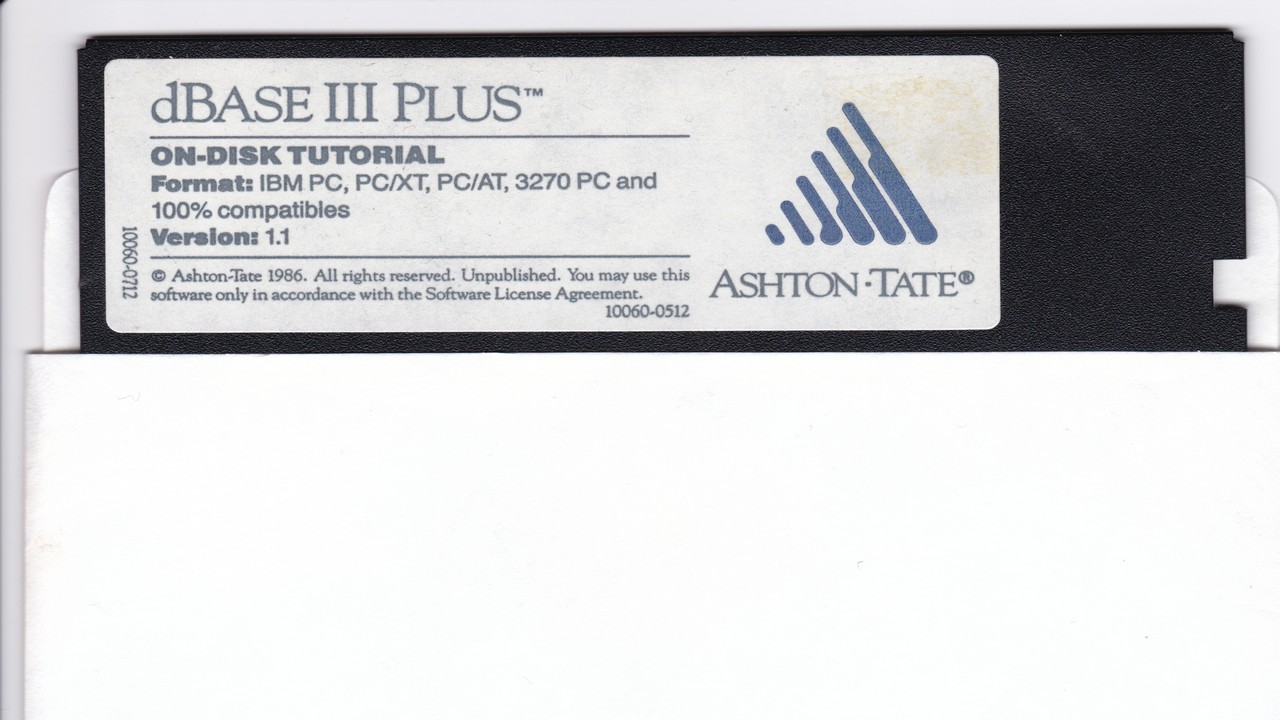 dBASE III PLUS™
ON-DISK TUTORIAL
Format: IBM PC, PC/XT, PC/AT, 3270 PC and
100% compatibles
Version: 1.1
© Ashton-Tate 1986. All rights reserved. Unpublished. You may use this
software only in accordance with the Software License Agreement.
10060-0512
10060-0712
ASHTON·TATE®